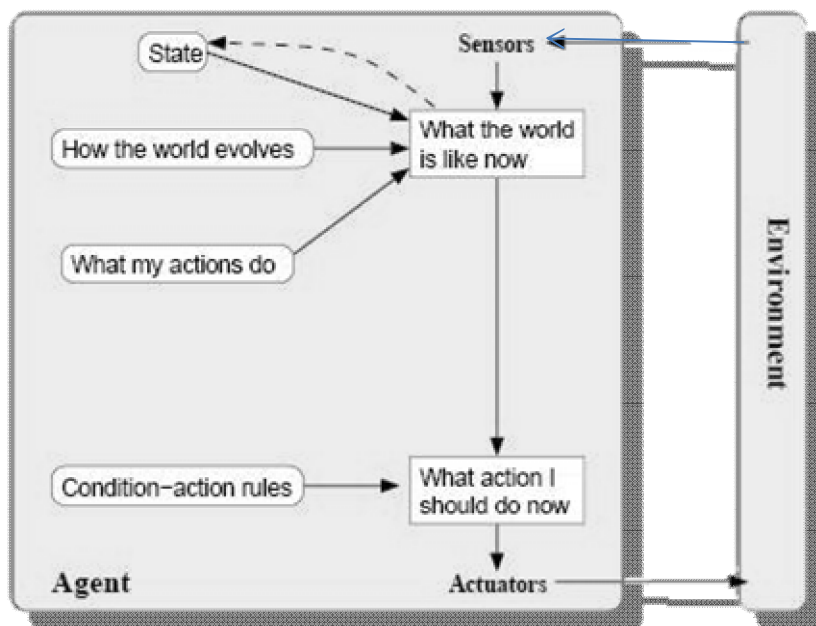 State
Sensors
What the world
is like now
How the world evolves
What my actions do
Environment
Condition−action rules
What action I
should do now
Agent
Actuators